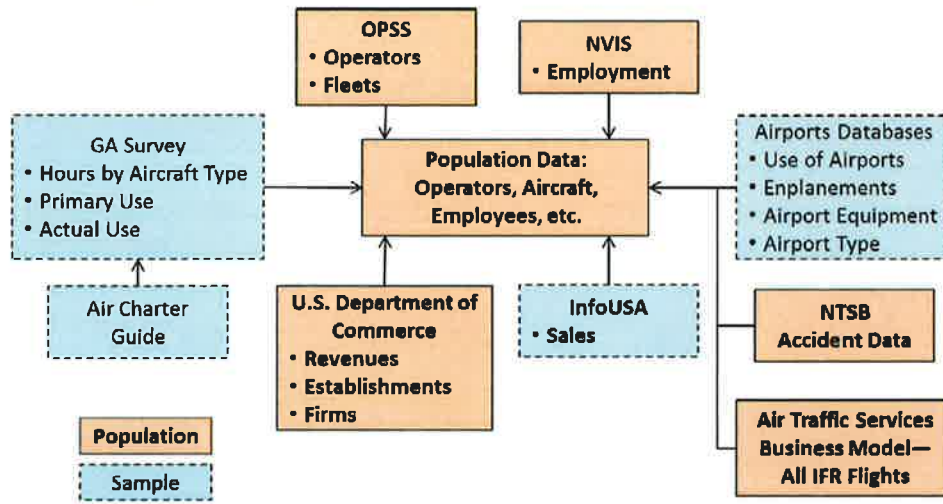 OPSS
• Operators
• Fleets
NVIS
• Employment
GA Survey
• Hours by Aircraft Type
• Primary Use
• Actual Use
Population Data:
Operators, Aircraft,
Employees, etc.
Airports Databases
• Use of Airports
• Enplanements
• Airport Equipment
• Airport Type
Air Charter
Guide
U.S. Department of
Commerce
• Revenues
• Establishments
• Firms
InfoUSA
• Sales
NTSB
Accident Data
Air Traffic Services
Business Model—
All IFR Flights
Population
Sample